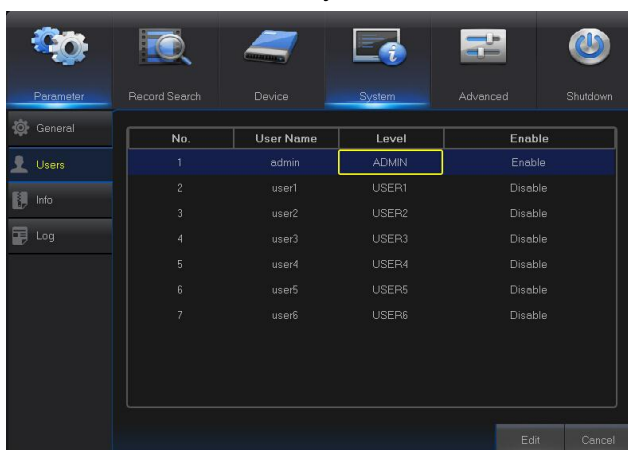 Parameter Record Search Device System Advanced Shutdown
General
Users
Info
Log
No. User Name Level Enable
1 admin ADMIN Enable
2 user1 USER1 Disable
3 user2 USER2 Disable
4 user3 USER3 Disable
5 user4 USER4 Disable
6 user5 USER5 Disable
7 user6 USER6 Disable
Edit Cancel